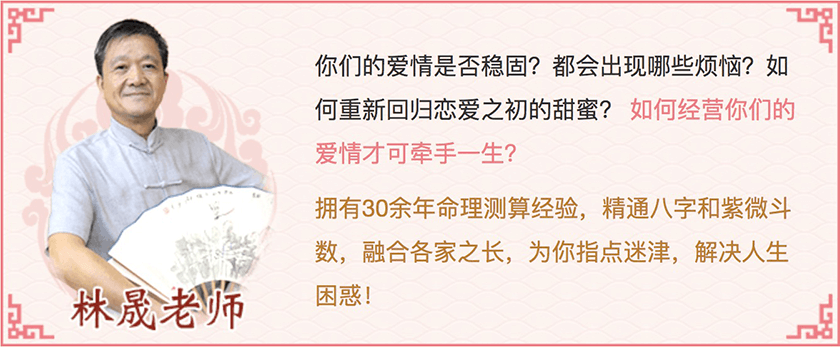 你们的爱情是否稳固？都会出现哪些烦恼？如
何重新回归恋爱之初的甜蜜？ 如何经营你们的
爱情才可牵手一生？
拥有30余年命理测算经验，精通八字和紫微斗
数，融合各家之长，为你指点迷津，解决人生
困惑！
林晟老师